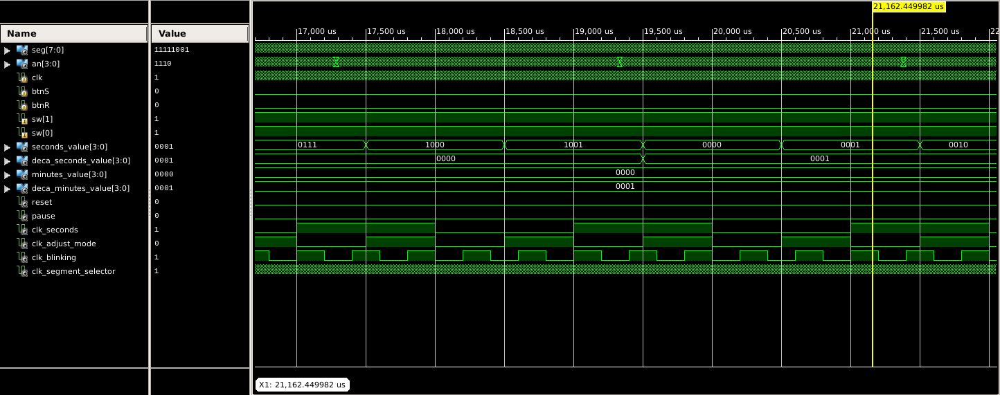 21,162.449982 us
Name Value
17,000 us 17,500 us 18,000 us 18,500 us 19,000 us 19,500 us 20,000 us 20,500 us 21,000 us 21,500 us 22
seg[7:0] 11111001
an[3:0] 1110
clk 1
btnS 0
btnR 0
sw[1] 1
sw[0] 1
seconds_value[3:0] 0001 0111 1000 1001 0000 0001 0010
deca_seconds_value[3:0] 0001 0000 0001
minutes_value[3:0] 0000 0000
deca_minutes_value[3:0] 0001 0001
reset 0
pause 0
clk_seconds 1
clk_adjust_mode 0
clk_blinking 1
clk_segment_selector 1
X1: 21,162.449982 us